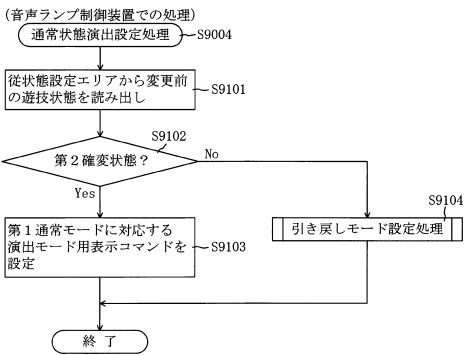 (音声ランプ制御装置での処理)
通常状態演出設定処理
S9004
従状態設定エリアから変更前
の遊技状態を読み出し
S9101
S9102
第2確変状態?
No
Yes
S9104
第1通常モードに対応する
演出モード用表示コマンドを
設定
S9103
引き戻しモード設定処理
終了